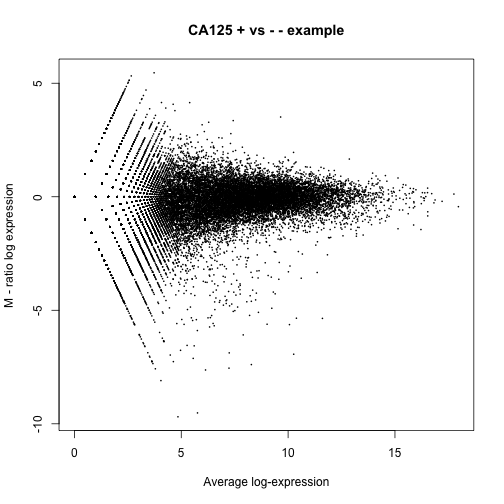 CA125 + vs - - example
M - ratio log expression
5
0
-5
-10
0 5 10 15
Average log-expression